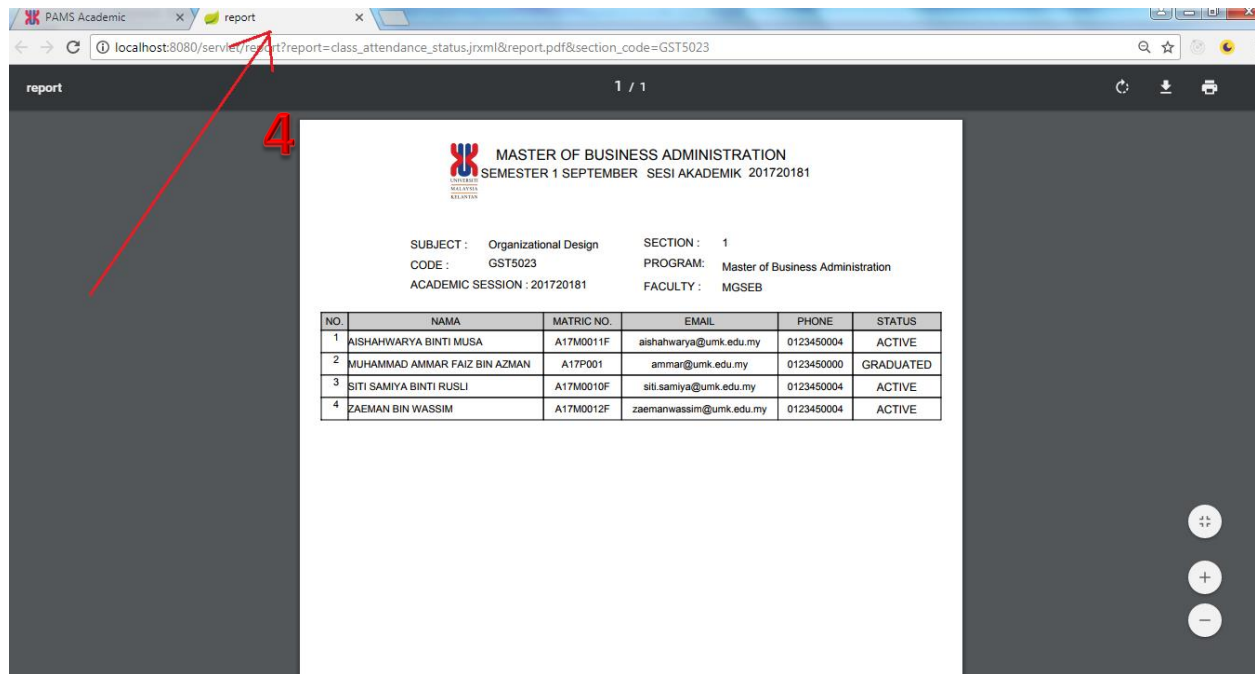 PAMS Academic
report
localhost:8080/servlet/report?report=class_attendance_status.jrxml&report.pdf&section_code=GST5023
report
1 / 1
4
UNIVERSITI
MALAYSIA
KELANTAN
MASTER OF BUSINESS ADMINISTRATION
SEMESTER 1 SEPTEMBER SESI AKADEMIK 201720181
SUBJECT : Organizational Design SECTION : 1
CODE : GST5023 PROGRAM: Master of Business Administration
ACADEMIC SESSION : 201720181 FACULTY : MGSEB
NO. NAMA MATRIC NO. EMAIL PHONE STATUS
1 AISHAHWARYA BINTI MUSA A17M0011F aishahwarya@umk.edu.my 0123450004 ACTIVE
2 MUHAMMAD AMMAR FAIZ BIN AZMAN A17P001 ammar@umk.edu.my 0123450000 GRADUATED
3 SITI SAMIYA BINTI RUSLI A17M0010F siti.samiya@umk.edu.my 0123450004 ACTIVE
4 ZAEMAN BIN WASSIM A17M0012F zaemanwassim@umk.edu.my 0123450004 ACTIVE